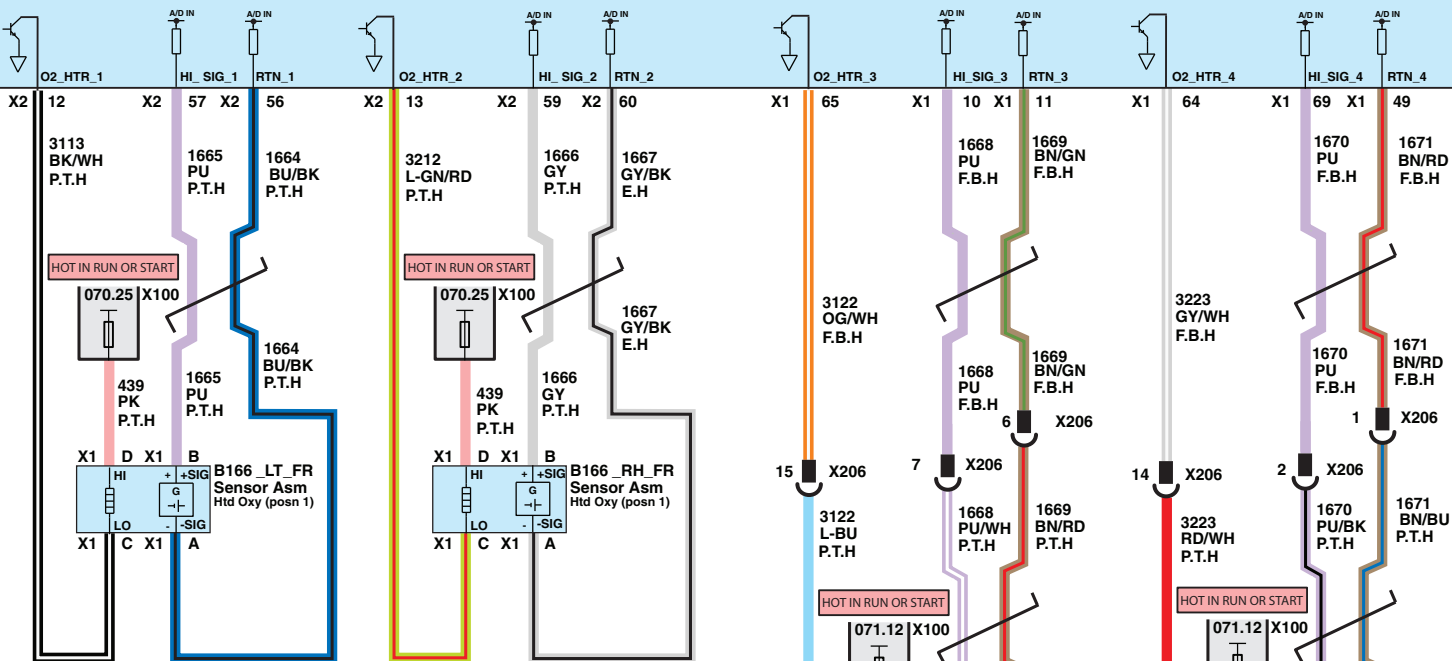 A/D IN A/D IN A/D IN A/D IN A/D IN A/D IN A/D IN A/D IN
O2_HTR_1 HI_ SIG_1 RTN_1 O2_HTR_2 HI_ SIG_2 RTN_2 O2_HTR_3 HI_SIG_3 RTN_3 O2_HTR_4 HI_SIG_4 RTN_4
X2 12 X2 57 X2 56 X2 13 X2 59 X2 60 X1 65 X1 10 X1 11 X1 64 X1 69 X1 49
3113
BK/WH
P.T.H
1665
PU
P.T.H
1664
BU/BK
P.T.H
3212
L-GN/RD
P.T.H
1666
GY
P.T.H
1667
GY/BK
E.H
1668
PU
F.B.H
1669
BN/GN
F.B.H
1670
PU
F.B.H
1671
BN/RD
F.B.H
HOT IN RUN OR START
070.25 X100
HOT IN RUN OR START
070.25 X100
3122
OG/WH
F.B.H
3223
GY/WH
F.B.H
439
PK
P.T.H
1665
PU
P.T.H
1664
BU/BK
P.T.H
439
PK
P.T.H
1666
GY
P.T.H
1667
GY/BK
E.H
1668
PU
F.B.H
1669
BN/GN
F.B.H
1670
PU
F.B.H
1671
BN/RD
F.B.H
6 X206
1 X206
X1 D X1 B
HI + +SIG
G
LO - -SIG
X1 C X1 A
B166 _LT_FR
Sensor Asm
Htd Oxy (posn 1)
X1 D X1 B
HI + +SIG
G
LO - -SIG
X1 C X1 A
B166 _RH_FR
Sensor Asm
Htd Oxy (posn 1)
15 X206
7 X206
14 X206
2 X206
3122
L-BU
P.T.H
1668
PU/WH
P.T.H
1669
BN/RD
P.T.H
3223
RD/WH
P.T.H
1670
PU/BK
P.T.H
1671
BN/BU
P.T.H
HOT IN RUN OR START
071.12 X100
HOT IN RUN OR START
071.12 X100